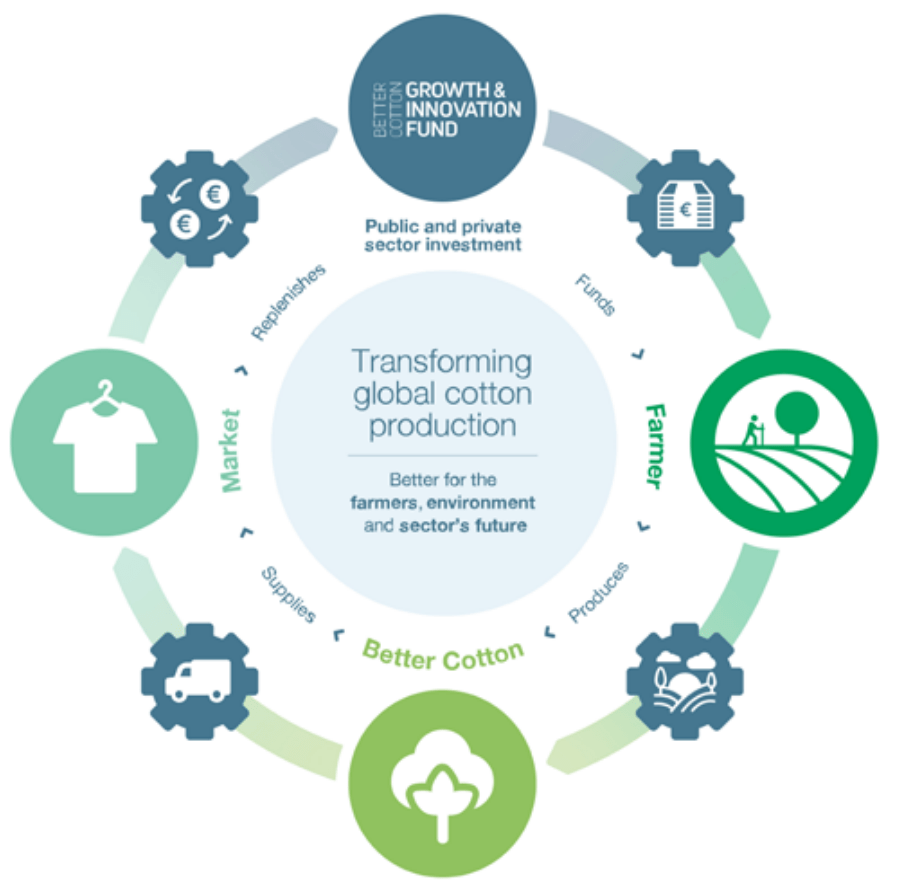 BETTER
COTTON
GROWTH &
INNOVATION
FUND
Public and private
sector investment
Replenishes
Funds
Transforming
global cotton
production
Market
Farmer
Better for the
farmers, environment
and sector's future
Supplies
Produces
Better Cotton
€
€
€